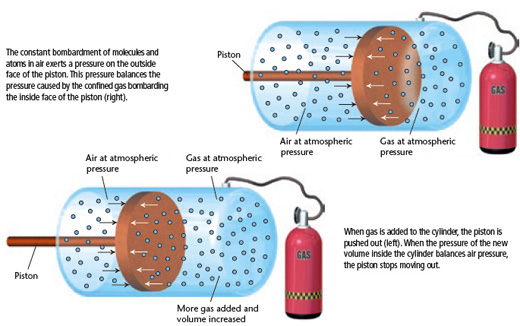 The constant bombardment of molecules and
atoms in air exerts a pressure on the outside
face of the piston. This pressure balances the
pressure caused by the confined gas bombarding
the inside face of the piston (right).
Piston
GAS
Air at atmospheric
pressure
Gas at atmospheric
pressure
Air at atmospheric
pressure
Gas at atmospheric
pressure
Piston
GAS
More gas added and
volume increased
When gas is added to the cylinder, the piston is
pushed out (left). When the pressure of the new
volume inside the cylinder balances air pressure,
the piston stops moving out.